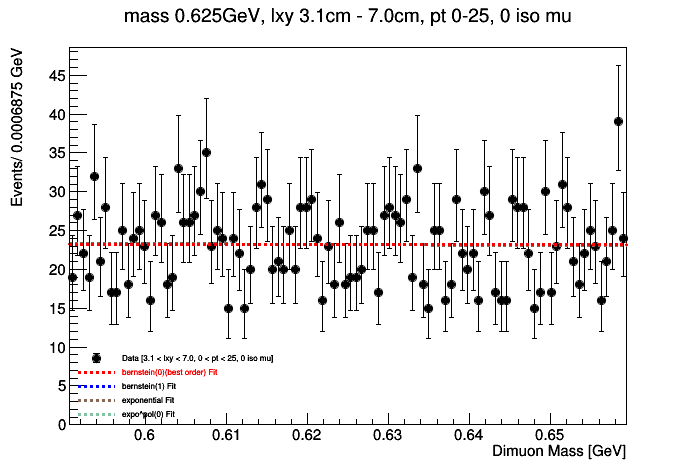 mass 0.625GeV, lxy 3.1cm - 7.0cm, pt 0-25, 0 iso mu
Events/ 0.0006875 GeV
45
40
35
30
25
20
15
10
5
0
Data [3.1 < lxy < 7.0, 0 < pt < 25, 0 iso mu]
bernstein(0)(best order) Fit
bernstein(1) Fit
exponential Fit
expo*pol(0) Fit
0.6 0.61 0.62 0.63 0.64 0.65
Dimuon Mass [GeV]